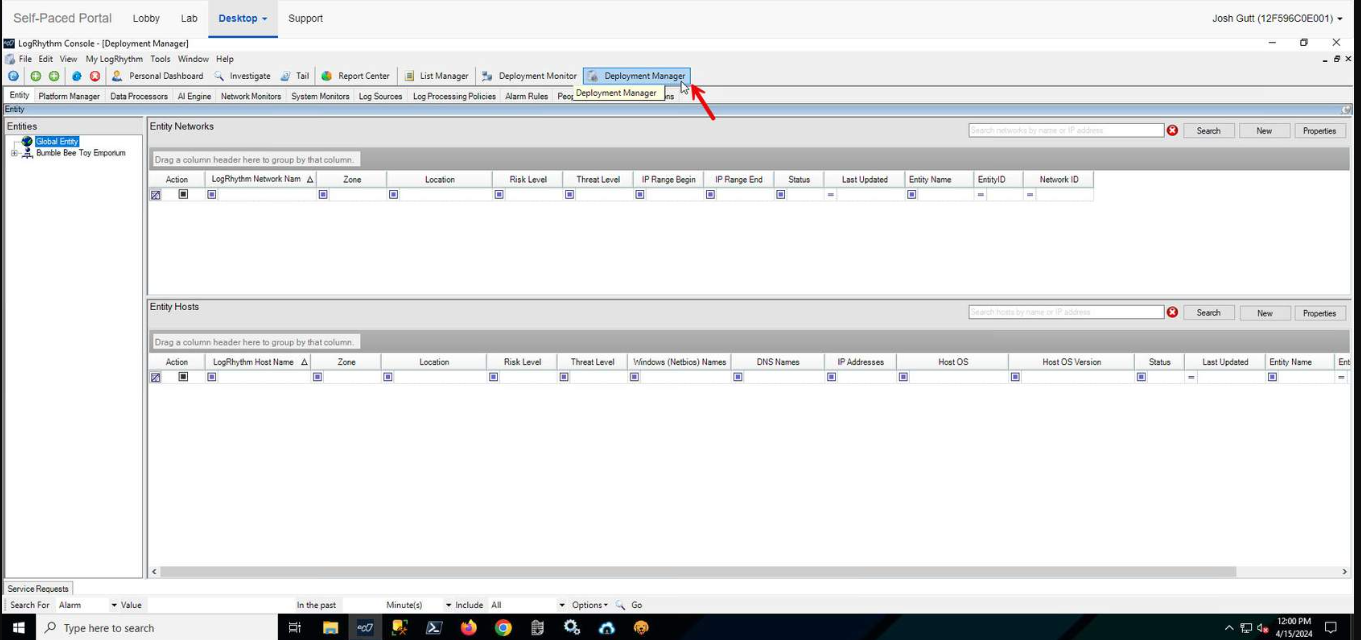 Self-Paced Portal Lobby Lab Desktop Support Josh Gutt (12F596C0E001)
LogRhythm Console - [Deployment Manager]
File Edit View My LogRhythm Tools Window Help
Personal Dashboard Investigate Tail Report Center List Manager Deployment Monitor Deployment Manager
Entity Platform Manager Data Processors AI Engine Network Monitors System Monitors Log Sources Log Processing Policies Alarm Rules
Deployment Manager
Entity
Entities
Global Entity
Bumble Bee Toy Emporium
Entity Networks
Search networks by name or IP address Search New Properties
Drag a column header here to group by that column.
Action LogRhythm Network Nam Zone Location Risk Level Threat Level IP Range Begin IP Range End Status Last Updated Entity Name EntityID Network ID
= = =
Entity Hosts
Search hosts by name or IP address Search New Properties
Drag a column header here to group by that column.
Action LogRhythm Host Name Zone Location Risk Level Threat Level Windows (Netbios) Names DNS Names IP Addresses Host OS Host OS Version Status Last Updated Entity Name Ent
= =
Service Requests
Search For Alarm Value In the past Minute(s) Include All Options Go
Type here to search
12:00 PM
4/15/2024